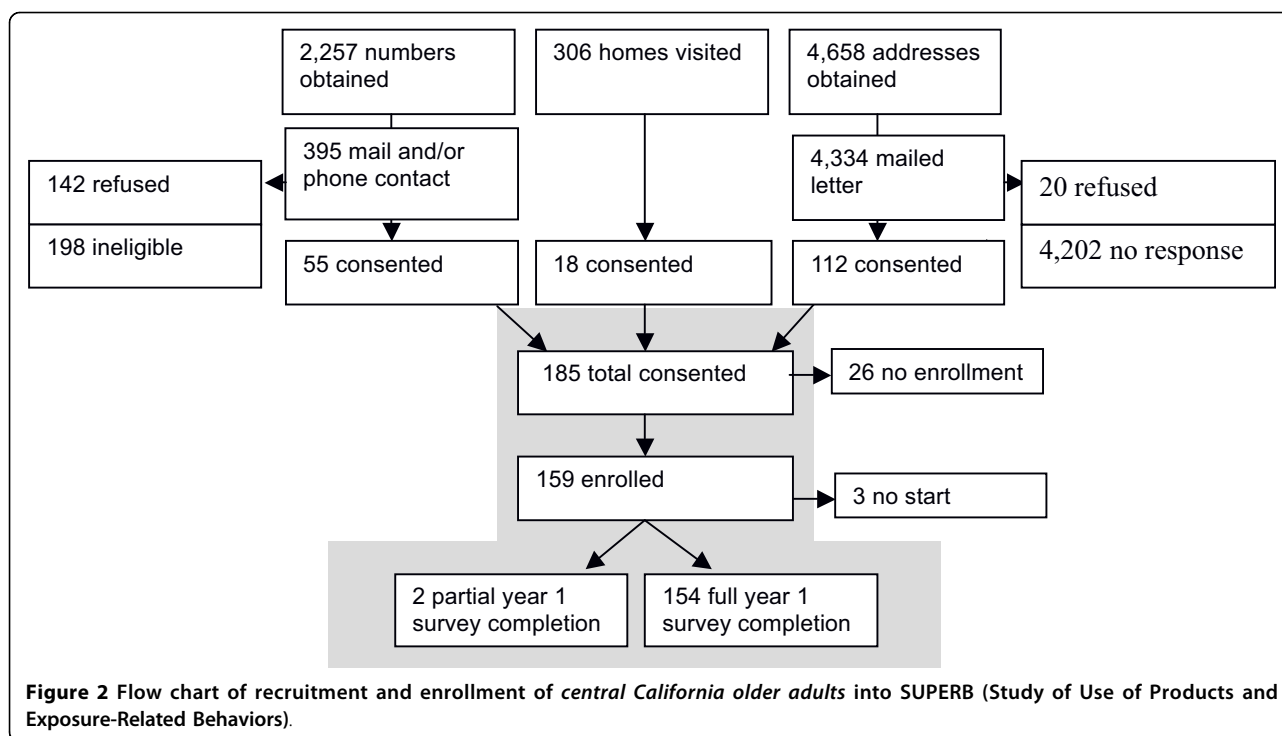 2,257 numbers
obtained
306 homes visited
4,658 addresses
obtained
395 mail and/or
phone contact
4,334 mailed
letter
142 refused
198 ineligible
20 refused
4,202 no response
55 consented
18 consented
112 consented
185 total consented
26 no enrollment
159 enrolled
3 no start
2 partial year 1
survey completion
154 full year 1
survey completion
Figure 2 Flow chart of recruitment and enrollment of central California older adults into SUPERB (Study of Use of Products and
Exposure-Related Behaviors).